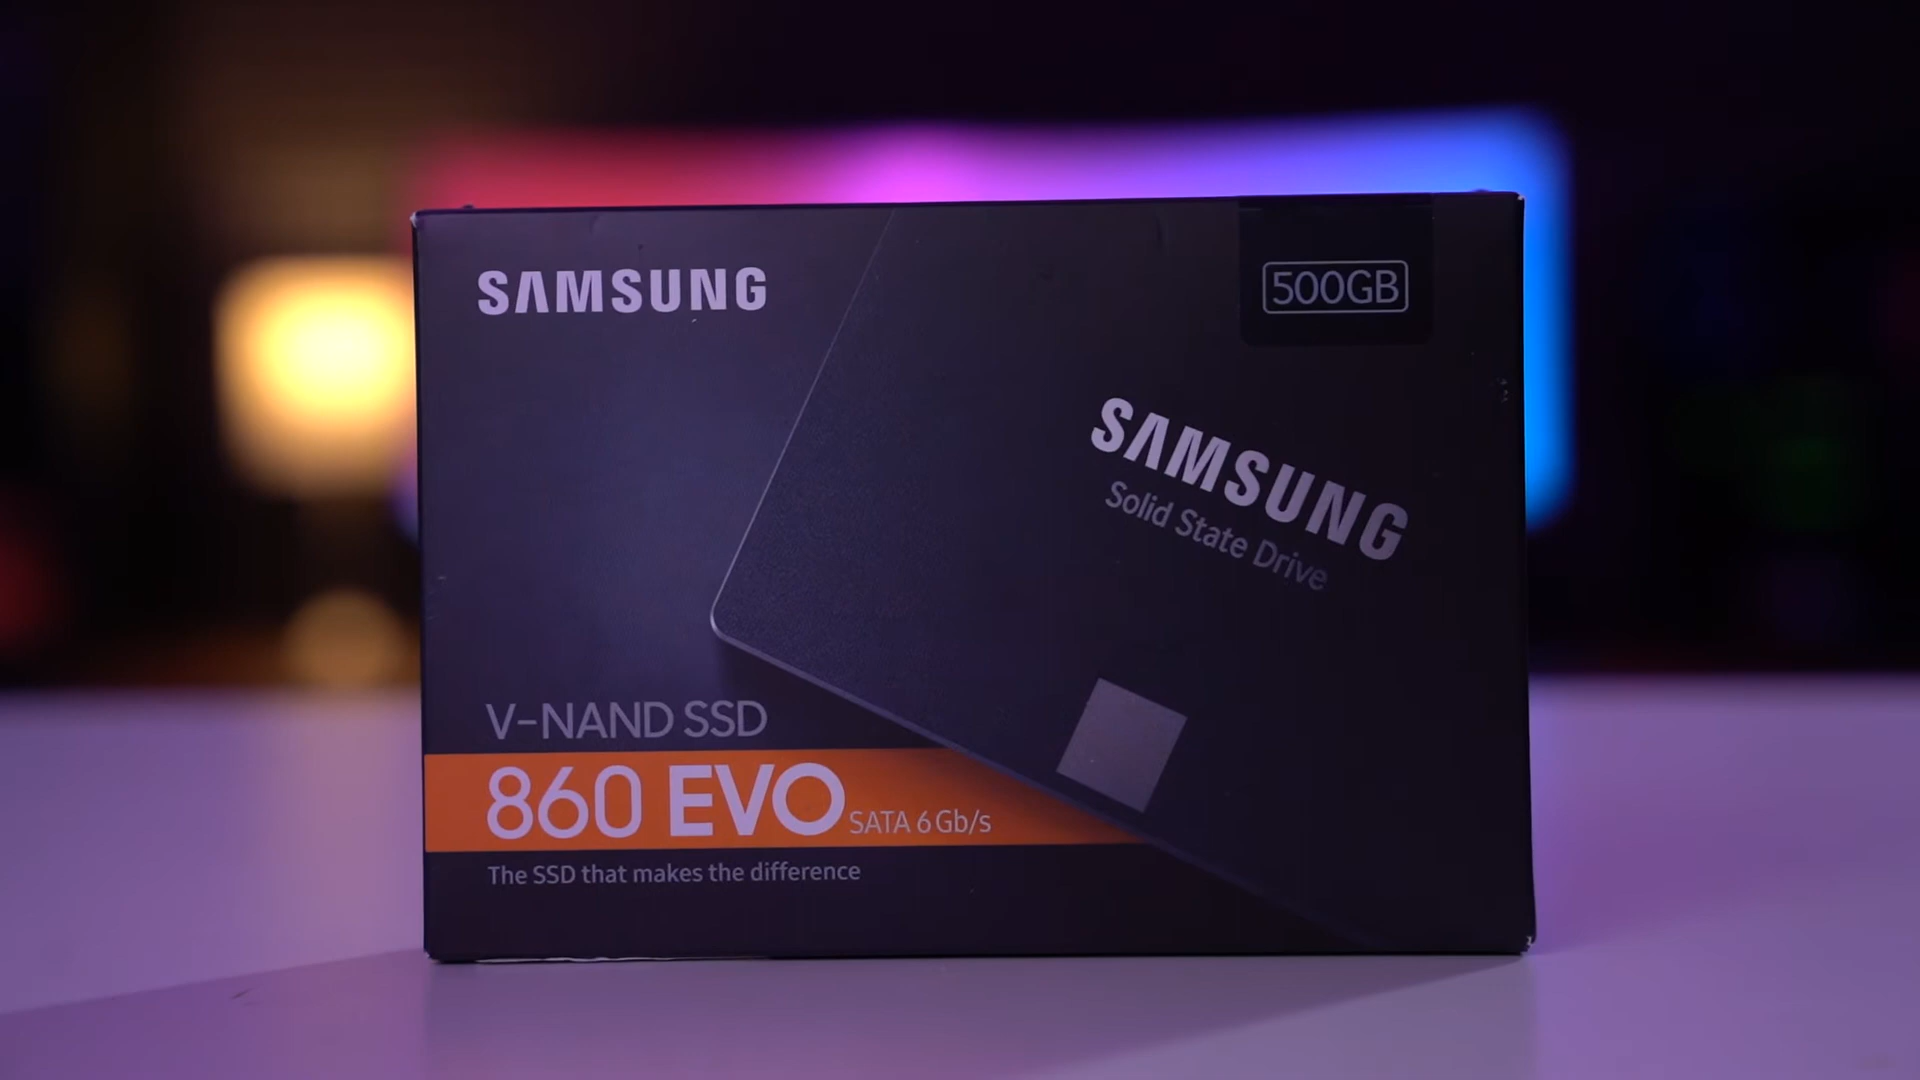 SAMSUNG
500GB
SAMSUNG
Solid State Drive
V-NAND SSD
860 EVO SATA 6Gb/s
The SSD that makes the difference